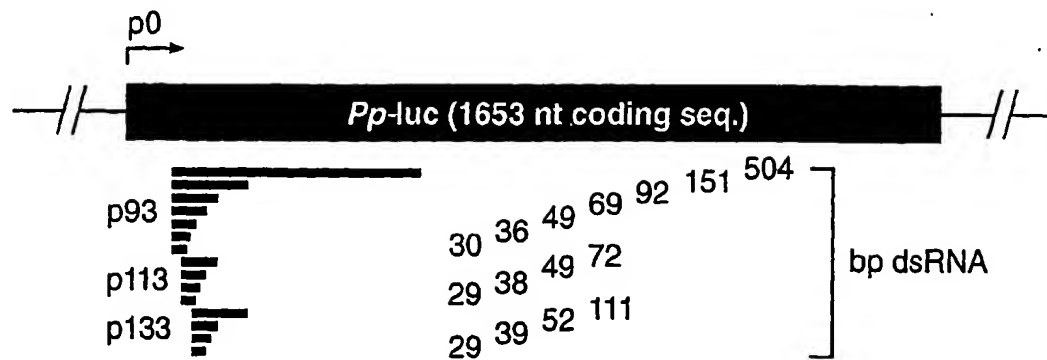 p0
Pp-luc (1653 nt coding seq.)
p93
30 36 49 69 92 151 504
p113
29 38 49 72
p133
29 39 52 111
bp dsRNA